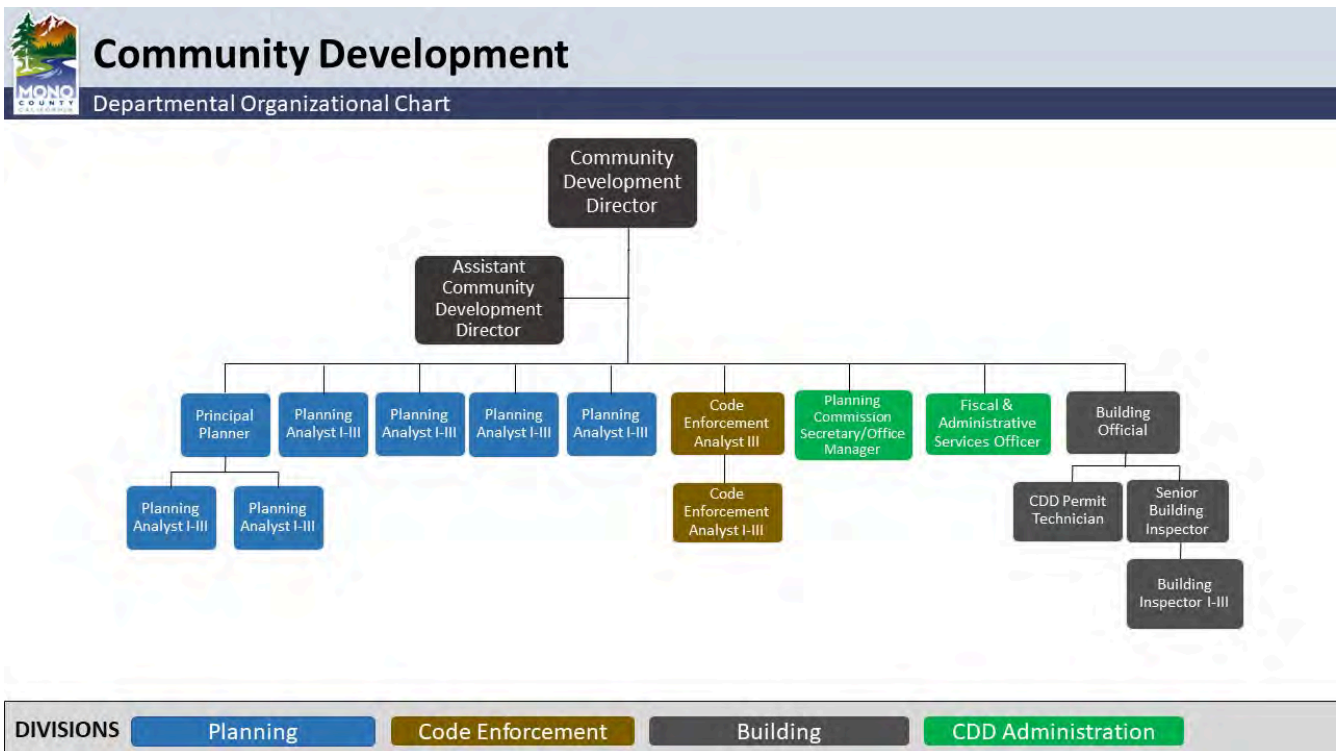 MONO
COUNTY
CALIFORNIA
Community Development
Departmental Organizational Chart
Community
Development
Director
Assistant
Community
Development
Director
Principal
Planner
Planning
Analyst I-III
Planning
Analyst I-III
Planning
Analyst I-III
Planning
Analyst I-III
Code
Enforcement
Analyst III
Planning
Commission
Secretary/Office
Manager
Fiscal &
Administrative
Services Officer
Building
Official
Planning
Analyst I-III
Planning
Analyst I-III
Code
Enforcement
Analyst I-III
CDD Permit
Technician
Senior
Building
Inspector
Building
Inspector I-III
DIVISIONS
Planning
Code Enforcement
Building
CDD Administration